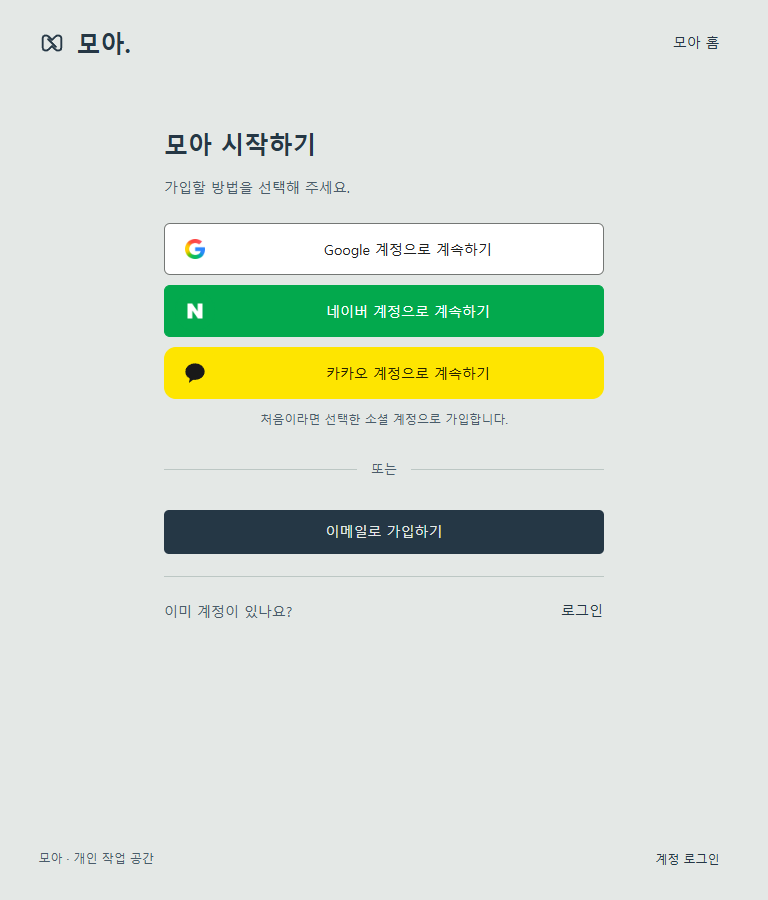 모아.
모아 홈
모아 시작하기
가입할 방법을 선택해 주세요.
Google 계정으로 계속하기
네이버 계정으로 계속하기
카카오 계정으로 계속하기
처음이라면 선택한 소셜 계정으로 가입합니다.
또는
이메일로 가입하기
이미 계정이 있나요?
로그인
모아 · 개인 작업 공간
계정 로그인